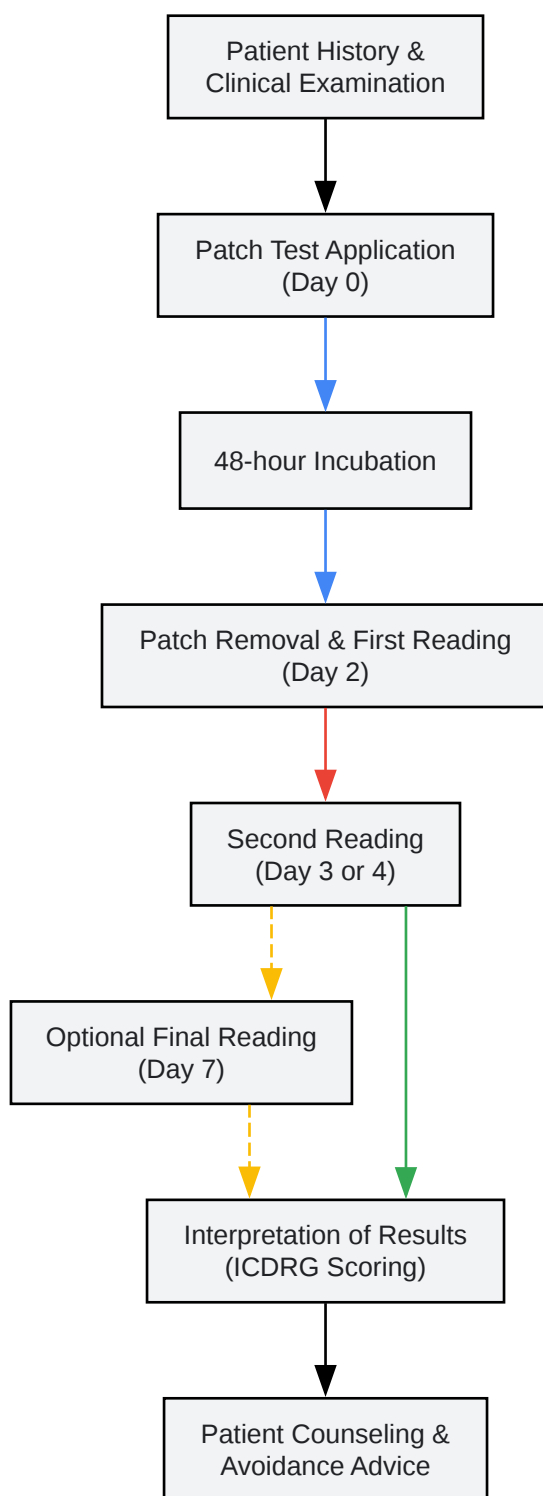 Patient History &
Clinical Examination
Patch Test Application
(Day 0)
48-hour Incubation
Patch Removal & First Reading
(Day 2)
Second Reading
(Day 3 or 4)
Optional Final Reading
(Day 7)
Interpretation of Results
(ICDRG Scoring)
Patient Counseling &
Avoidance Advice